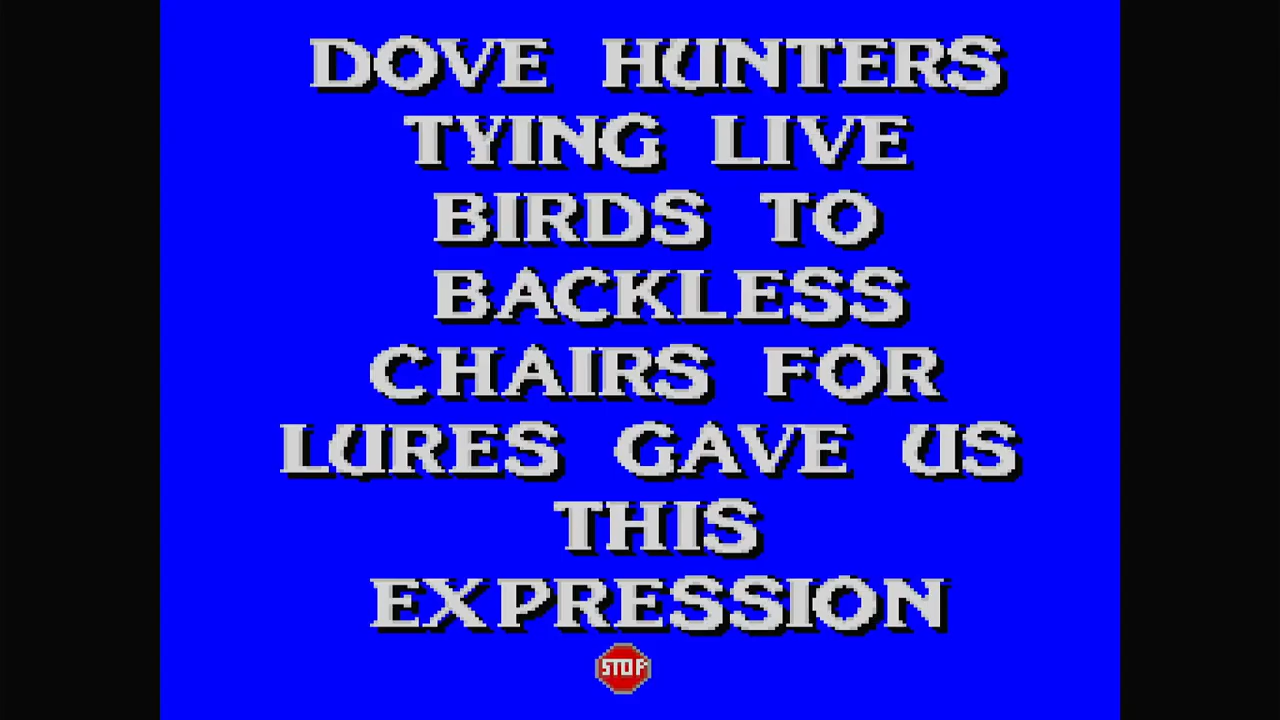 DOVE HUNTERS
TYING LIVE
BIRDS TO
BACKLESS
CHAIRS FOR
LURES GAVE US
THIS
EXPRESSION
STOP